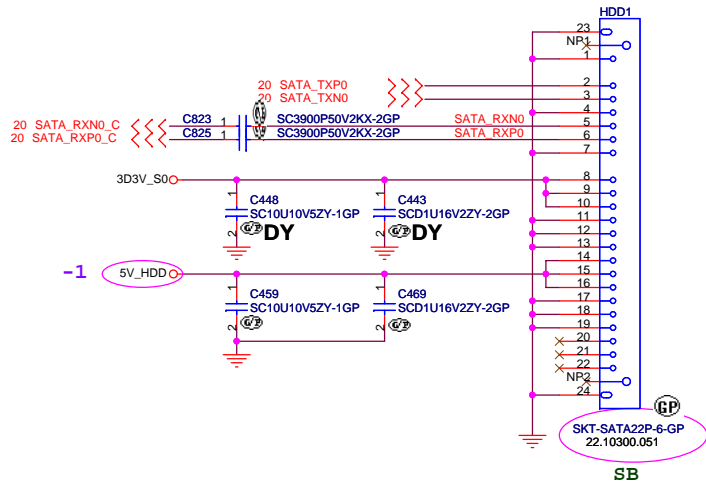 HDD1
23
NP1
1
20 SATA_TXP0
2
20 SATA_TXN0
3
4
20 SATA_RXN0_C
C823 1
SC3900P50V2KX-2GP
SATA_RXN0
5
20 SATA_RXP0_C
C825 1
SC3900P50V2KX-2GP
SATA_RXP0
6
7
3D3V_S0
8
9
10
1
C448
SC10U10V5ZY-1GP
2
G/P
DY
1
C443
SCD1U16V2ZY-2GP
2
G/P
DY
11
12
13
-1
5V_HDD
14
15
16
1
C459
SC10U10V5ZY-1GP
2
G/P
1
C469
SCD1U16V2ZY-2GP
2
G/P
17
18
19
20
21
22
NP2
24
GP
SKT-SATA22P-6-GP
22.10300.051
SB